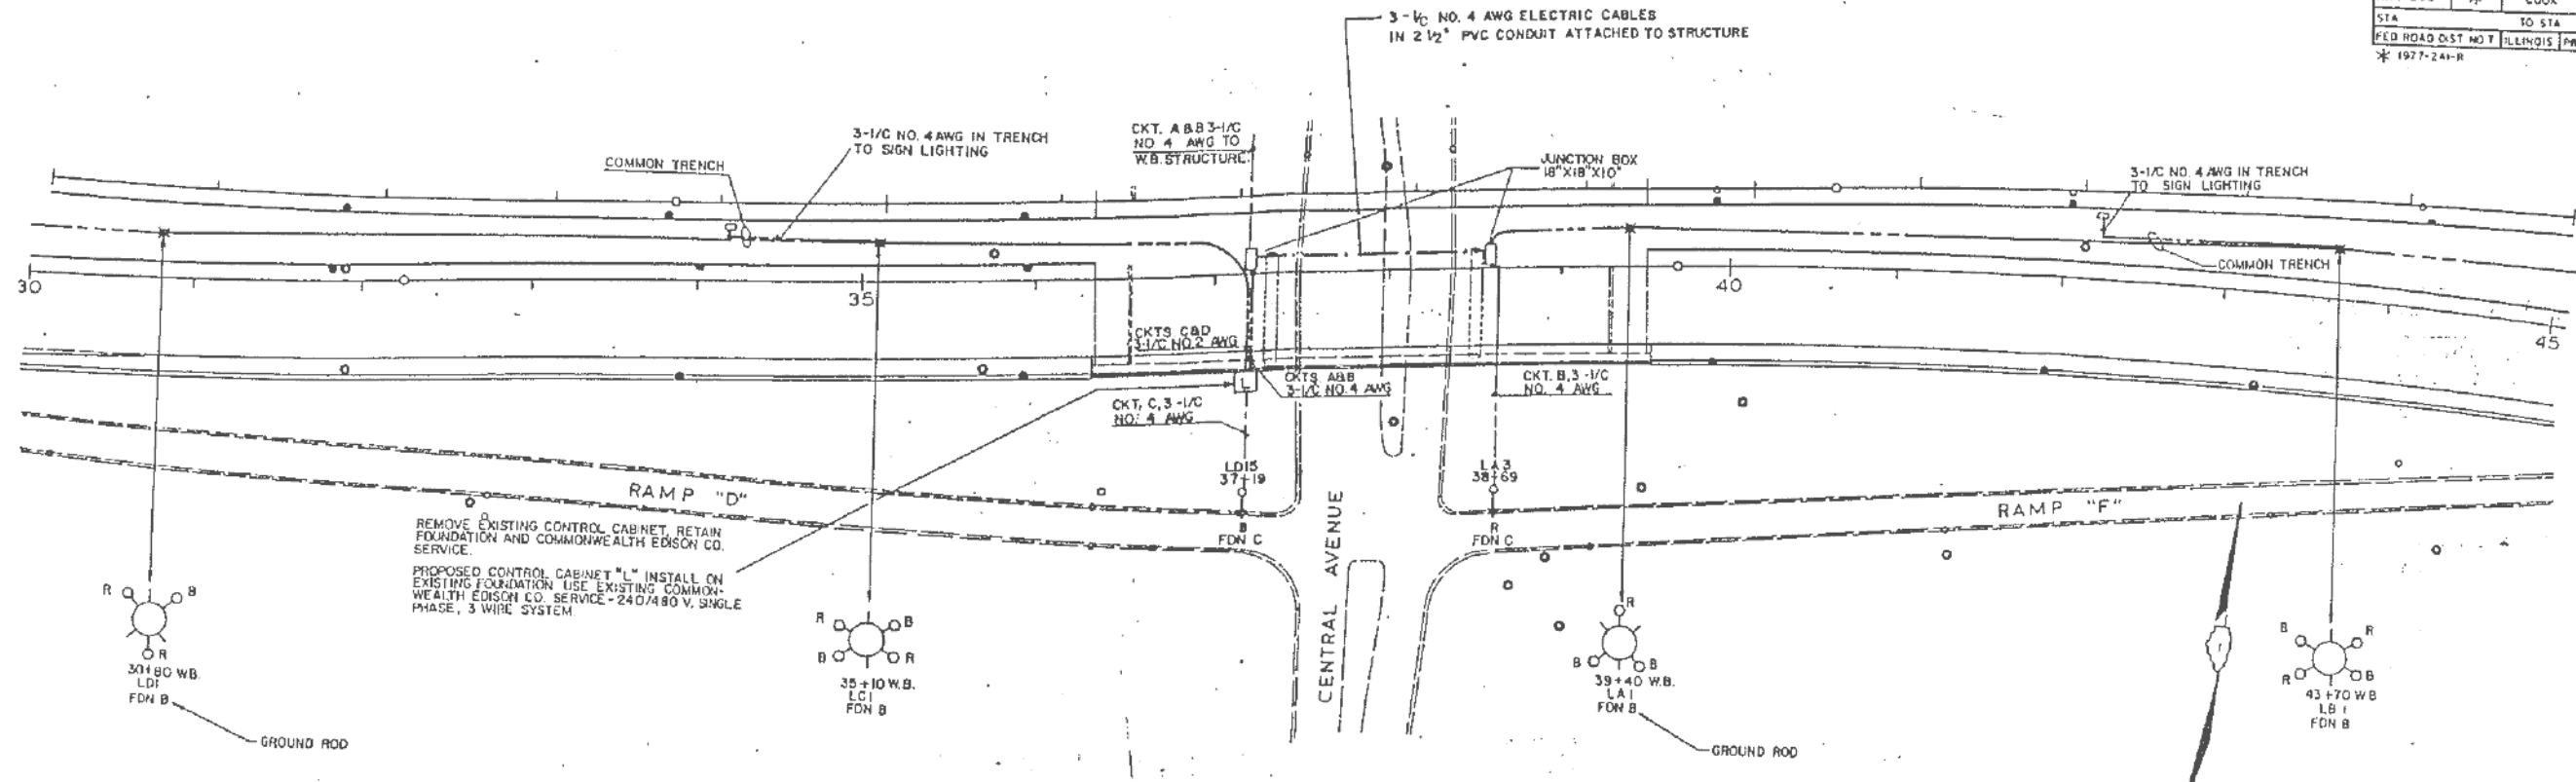 3-1/C NO. 4 AWG ELECTRIC CABLES
IN 2 1/2" PVC CONDUIT ATTACHED TO STRUCTURE
COOK
STA TO STA
FED ROAD DIST NO 7 ILLINOIS
* 1977-241-R
COMMON TRENCH
3-1/C NO. 4 AWG IN TRENCH
TO SIGN LIGHTING
CKT. A & B 3-1/C
NO 4 AWG TO
W.B. STRUCTURE
JUNCTION BOX
18"X18"X10"
3-1/C NO. 4 AWG IN TRENCH
TO SIGN LIGHTING
COMMON TRENCH
30
35
40
45
CKTS C&D
3-1/C NO. 2 AWG
L
CKTS A&B
3-1/C NO. 4 AWG
CKT. B, 3-1/C
NO. 4 AWG
CKT. C, 3-1/C
NO. 4 AWG
LD15
37+19
B
FDN C
LA3
38+69
R
FDN C
RAMP "D"
RAMP "F"
CENTRAL AVENUE
REMOVE EXISTING CONTROL CABINET, RETAIN
FOUNDATION AND COMMONWEALTH EDISON CO.
SERVICE.
PROPOSED CONTROL CABINET "L" INSTALL ON
EXISTING FOUNDATION USE EXISTING COMMON-
WEALTH EDISON CO. SERVICE-240/480 V, SINGLE
PHASE, 3 WIRE SYSTEM.
R B
R
30+80 WB.
LD1
FDN B
GROUND ROD
R B
B R
35+10 W.B.
LC1
FDN B
R
B B
39+40 W.B.
LA1
FDN B
GROUND ROD
B R
R B
43+70 WB
LB1
FDN B